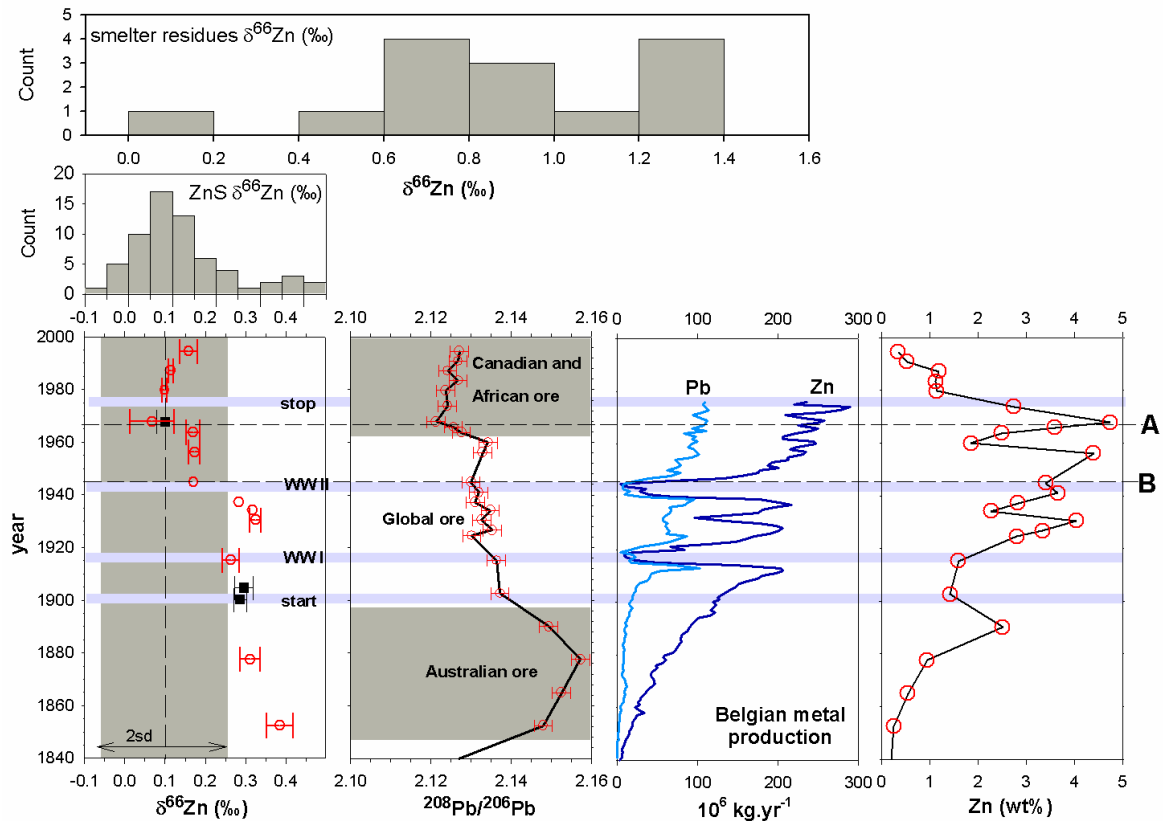 5
smelter residues δ66Zn (‰)
4
3
2
1
0
Count
0.0 0.2 0.4 0.6 0.8 1.0 1.2 1.4 1.6
δ66Zn (‰)
20
ZnS δ66Zn (‰)
15
10
5
0
Count
-0.1 0.0 0.1 0.2 0.3 0.4
2.10 2.12 2.14 2.16
0 100 200 300
0 1 2 3 4 5
2000
1980
1960
1940
1920
1900
1880
1860
1840
year
stop
WW II
WW I
start
2sd
Canadian and
African ore
Global ore
Australian ore
Pb Zn
Belgian metal
production
A
B
-0.1 0.0 0.1 0.2 0.3 0.4
2.10 2.12 2.14 2.16
0 100 200 300
0 1 2 3 4 5
δ66Zn (‰)
208Pb/206Pb
10⁶ kg.yr-1
Zn (wt%)